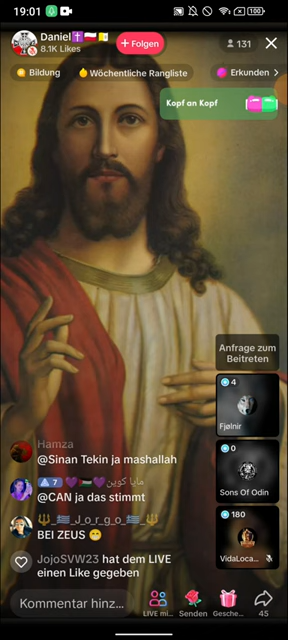 19:01
100
Daniel✝️🇵🇱🇻🇦
8.1K Likes
+ Folgen
131
Bildung
Wöchentliche Rangliste
Erkunden >
Kopf an Kopf
Anfrage zum
Beitreten
4
Fjølnir
0
Sons Of Odin
180
VidaLoca...
Hamza
@Sinan Tekin ja mashallah
7 💜🇵🇸💜مايا كوين
@CAN ja das stimmt
🔱_🇬🇷_J_o_r_g_o_🇬🇷_🔱
BEI ZEUS 😁
JojoSVW23 hat dem LIVE
einen Like gegeben
Kommentar hinz...
LIVE mi...
Senden
Gesche...
45